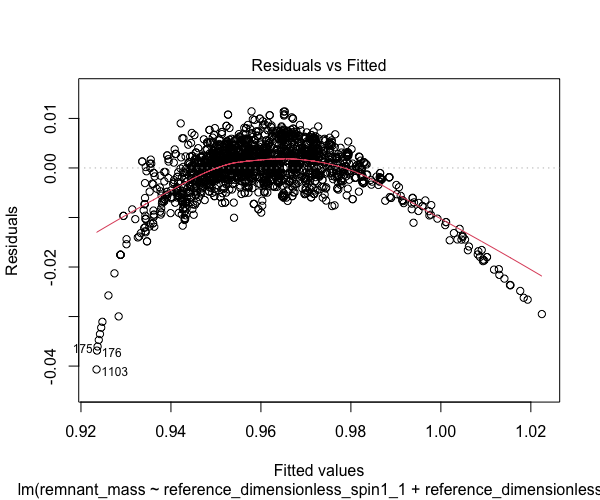 Residuals vs Fitted
Residuals
0.01
0.00
-0.02
-0.04
175
176
1103
0.92 0.94 0.96 0.98 1.00 1.02
Fitted values
lm(remnant_mass ~ reference_dimensionless_spin1_1 + reference_dimensionless